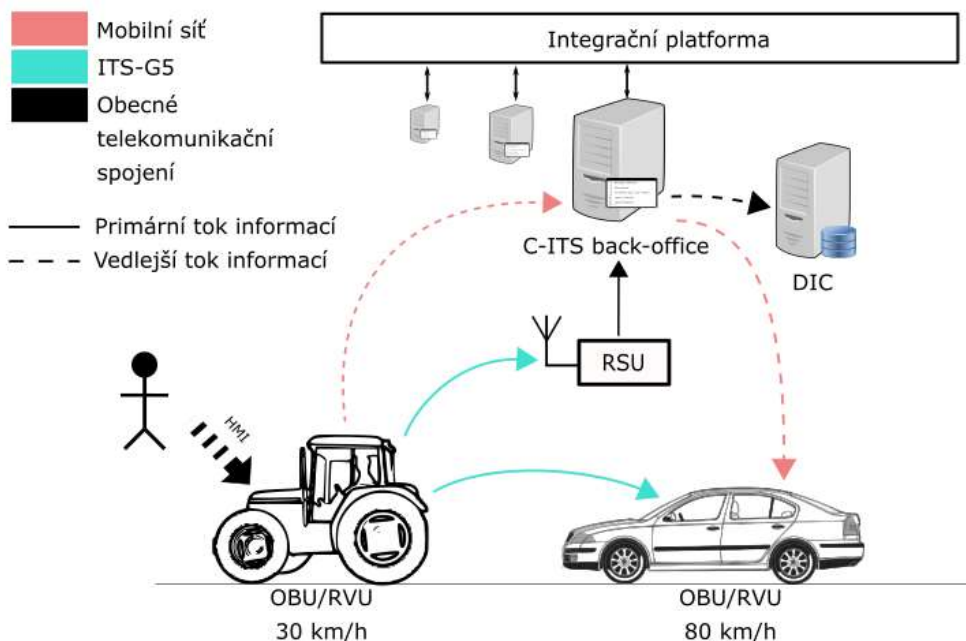 Mobilní síť
ITS-G5
Obecné
telekomunikační
spojení
Primární tok informací
Vedlejší tok informací
Integrační platforma
C-ITS back-office
DIC
RSU
HMI
OBU/RVU
30 km/h
OBU/RVU
80 km/h